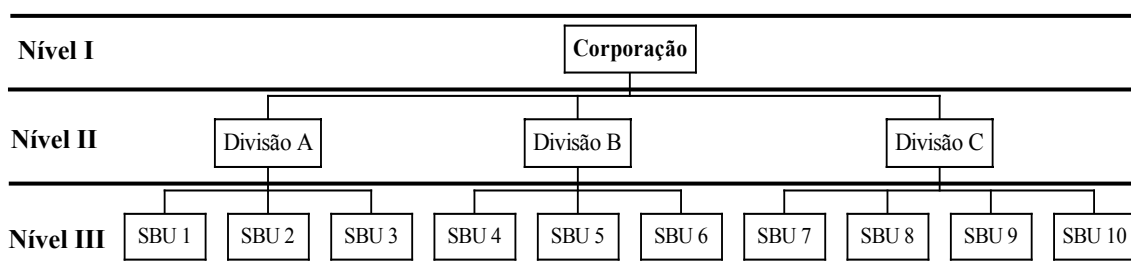 Nível I
Corporação
Nível II
Divisão A
Divisão B
Divisão C
Nível III
SBU 1
SBU 2
SBU 3
SBU 4
SBU 5
SBU 6
SBU 7
SBU 8
SBU 9
SBU 10